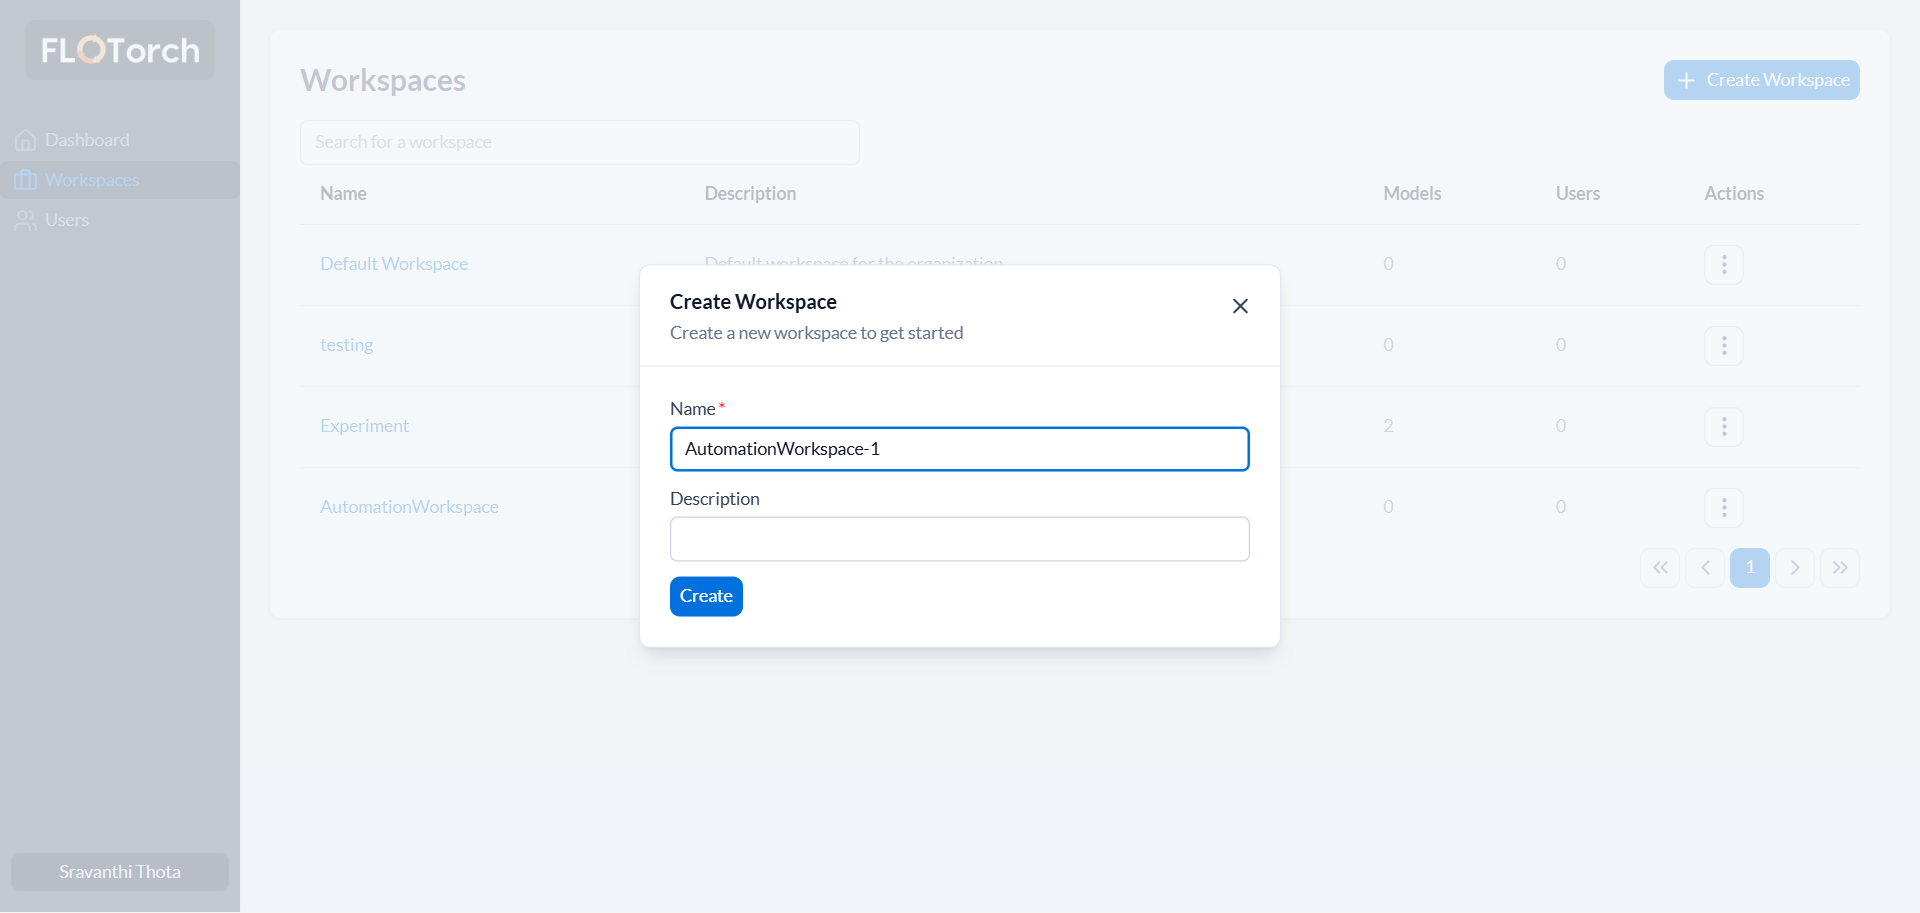 FLOTorch
Dashboard
Workspaces
Users
Sravanthi Thota
Workspaces
Create Workspace
Search for a workspace
Name Description Models Users Actions
Default Workspace Default workspace for the organization 0 0
testing 0 0
Experiment 2 0
AutomationWorkspace 0 0
1
Create Workspace
Create a new workspace to get started
Name *
AutomationWorkspace-1
Description
Create